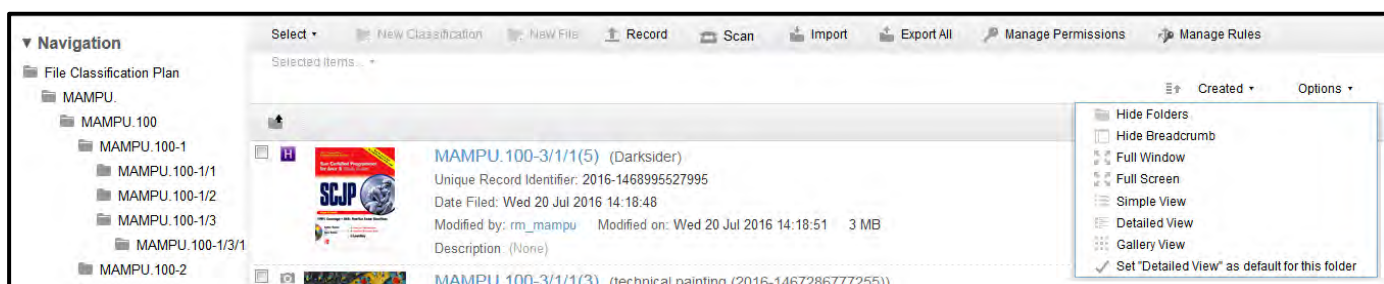 ▼ Navigation
File Classification Plan
MAMPU.
MAMPU.100
MAMPU.100-1
MAMPU.100-1/1
MAMPU.100-1/2
MAMPU.100-1/3
MAMPU.100-1/3/1
MAMPU.100-2
Select New Classification New File Record Scan Import Export All Manage Permissions Manage Rules
Selected Items...
Created Options
Hide Folders
Hide Breadcrumb
Full Window
Full Screen
Simple View
Detailed View
Gallery View
Set "Detailed View" as default for this folder
H
SCJP
MAMPU.100-3/1/1(5) (Darksider)
Unique Record Identifier: 2016-1468995527995
Date Filed: Wed 20 Jul 2016 14:18:48
Modified by: rm_mampu Modified on: Wed 20 Jul 2016 14:18:51 3 MB
Description: (None)
MAMPU.100-3/1/1(3) (technical painting (2016-1467286777255))